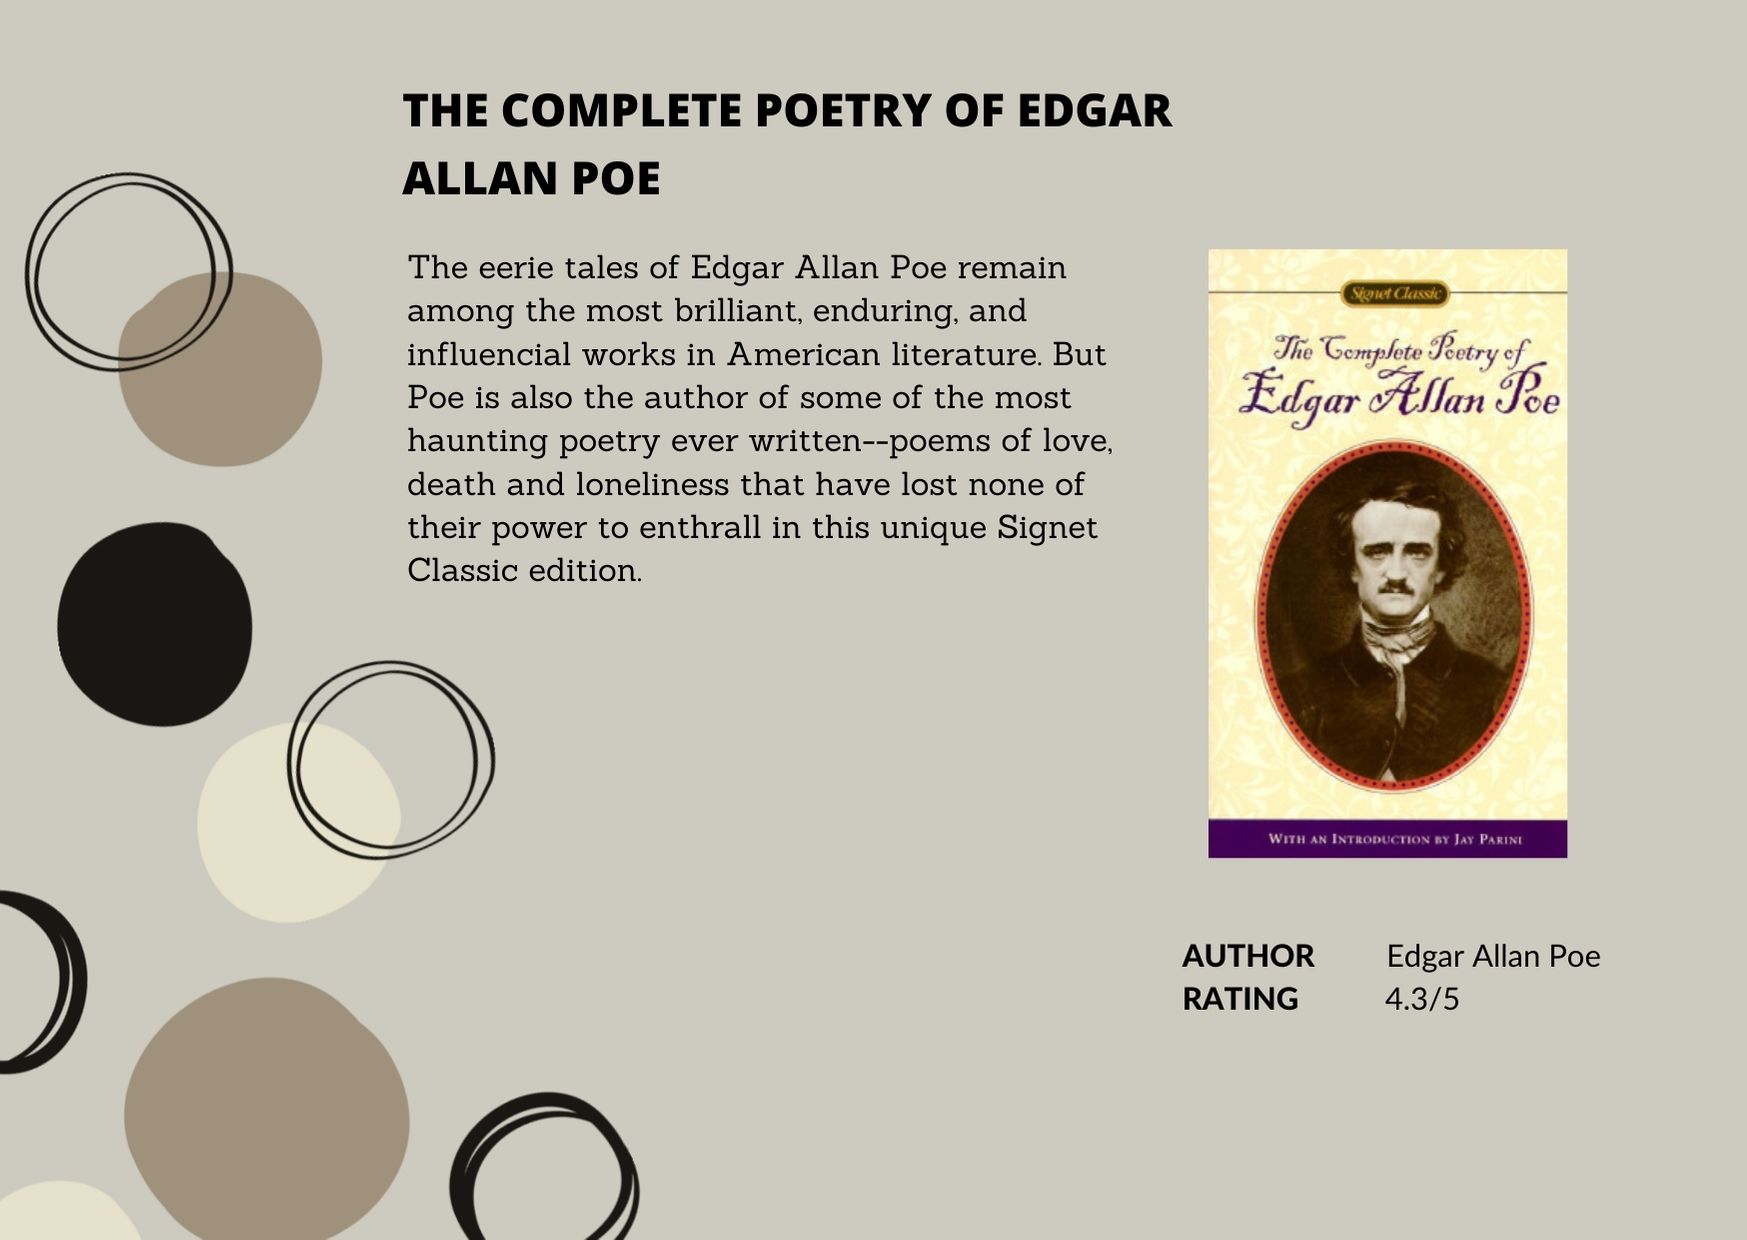 THE COMPLETE POETRY OF EDGAR
ALLAN POE
The eerie tales of Edgar Allan Poe remain
among the most brilliant, enduring, and
influencial works in American literature. But
Poe is also the author of some of the most
haunting poetry ever written--poems of love,
death and loneliness that have lost none of
their power to enthrall in this unique Signet
Classic edition.
Signet Classic
The Complete Poetry of
Edgar Allan Poe
WITH AN INTRODUCTION BY JAY PARINI
AUTHOR Edgar Allan Poe
RATING 4.3/5